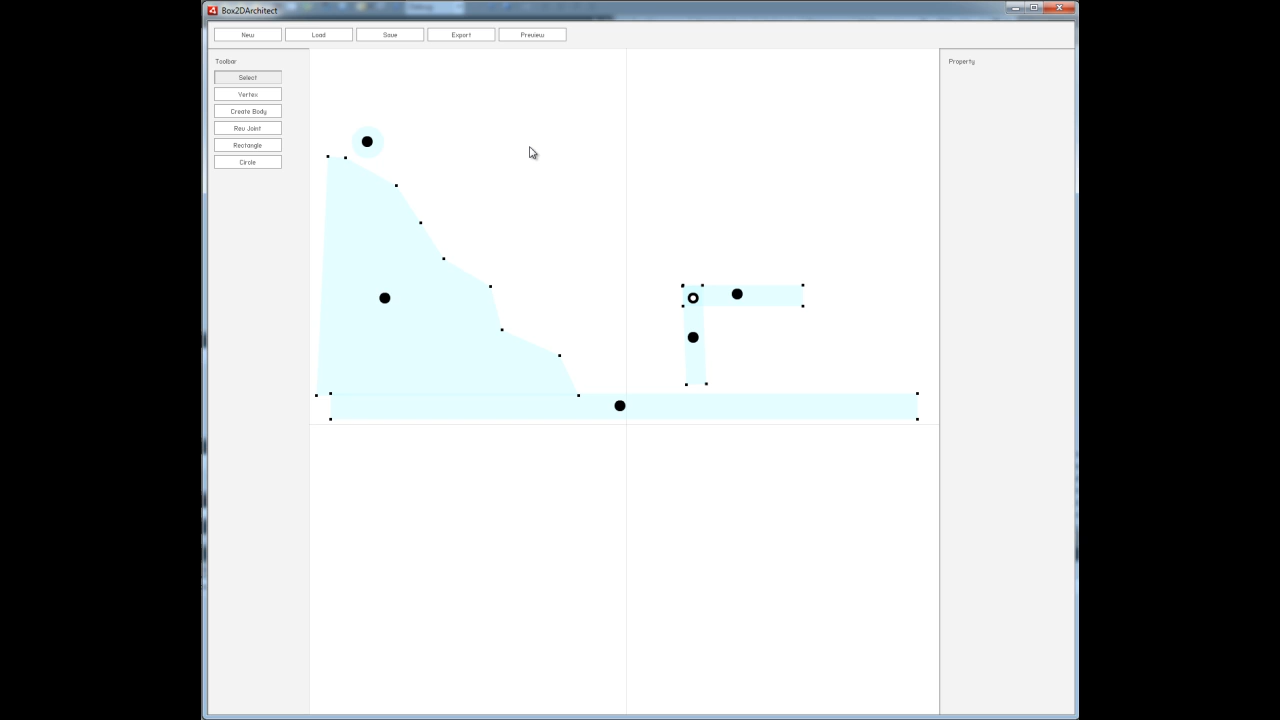 Box2DArchitect
New Load Save Export Preview
Toolbar
Property
Select
Vertex
Create Body
Rev Joint
Rectangle
Circle